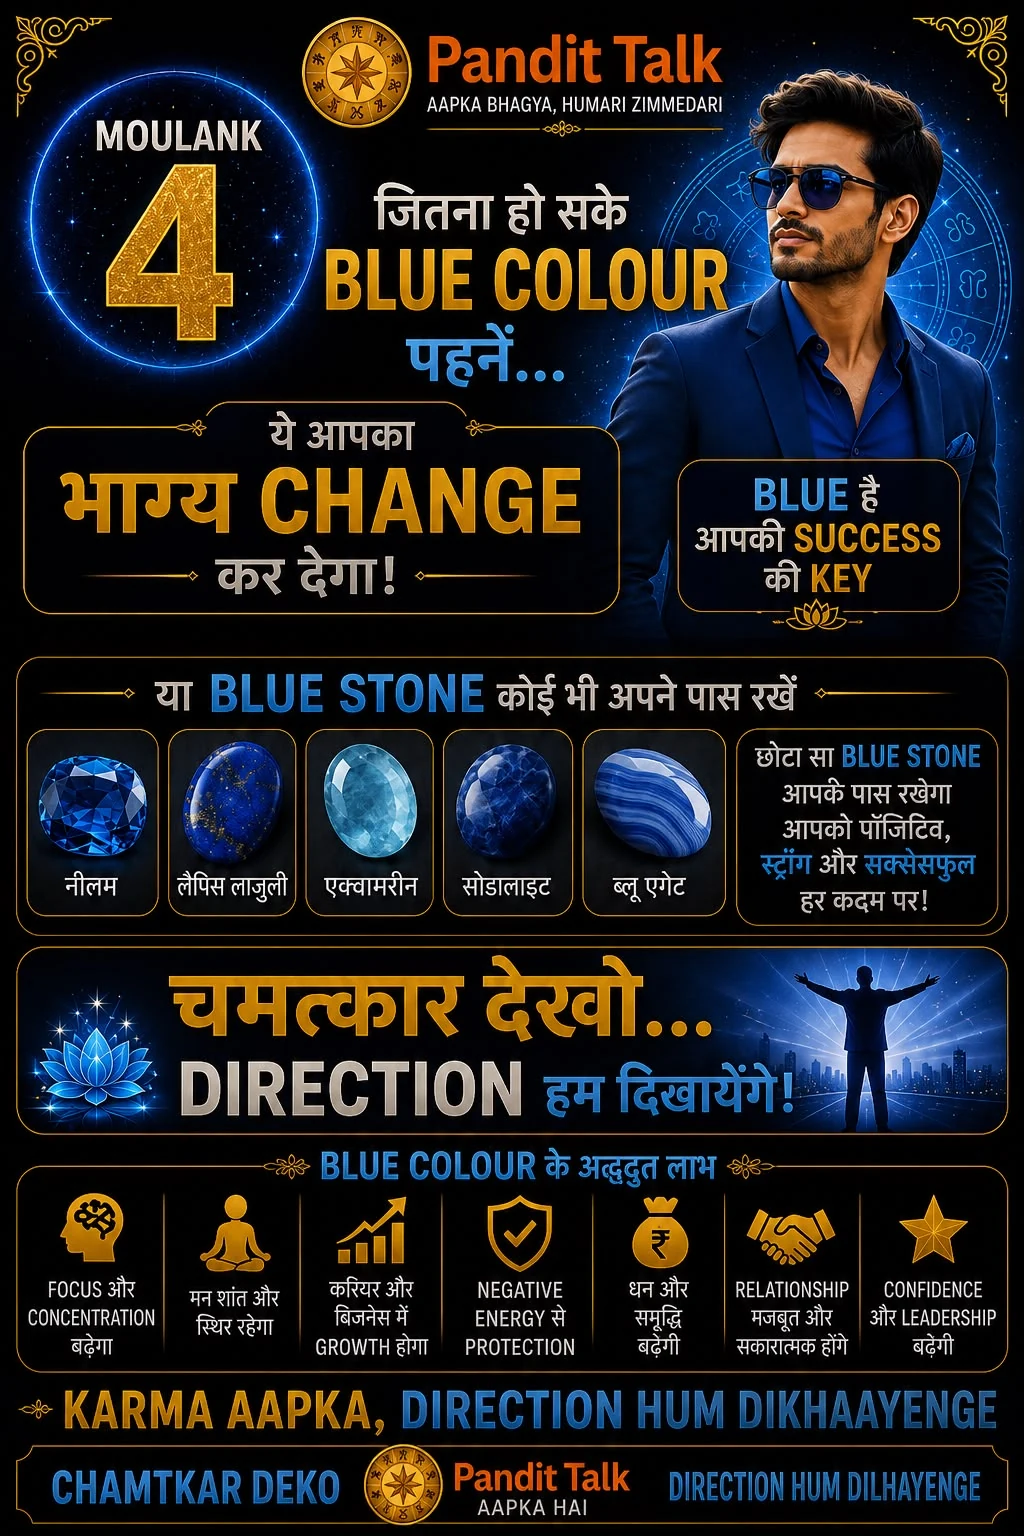 Pandit Talk
AAPKA BHAGYA, HUMARI ZIMMEDARI
MOULANK
4
जितना हो सके
BLUE COLOUR
पहनें...
ये आपका
भाग्य CHANGE
कर देगा!
BLUE है
आपकी SUCCESS
की KEY
या BLUE STONE कोई भी अपने पास रखें
नीलम
लैपिस लाजुली
एक्वामरीन
सोडालाइट
ब्लू एगेट
छोटा सा BLUE STONE
आपके पास रखेगा
आपको पॉजिटिव,
स्ट्रॉंग और सक्सेसफुल
हर कदम पर!
चमत्कार देखो...
DIRECTION हम दिखायेंगे!
BLUE COLOUR के अद्भुदुत लाभ
FOCUS और
CONCENTRATION
बढ़ेगा
मन शांत और
स्थिर रहेगा
करियर और
बिजनेस में
GROWTH होगा
NEGATIVE
ENERGY से
PROTECTION
₹
धन और
समृद्धि
बढ़ेगी
RELATIONSHIP
मजबूत और
सकारात्मक होंगे
CONFIDENCE
और LEADERSHIP
बढ़ेंगी
KARMA AAPKA, DIRECTION HUM DIKHAAYENGE
CHAMTKAR DEKO
Pandit Talk
AAPKA HAI
DIRECTION HUM DILHAYENGE